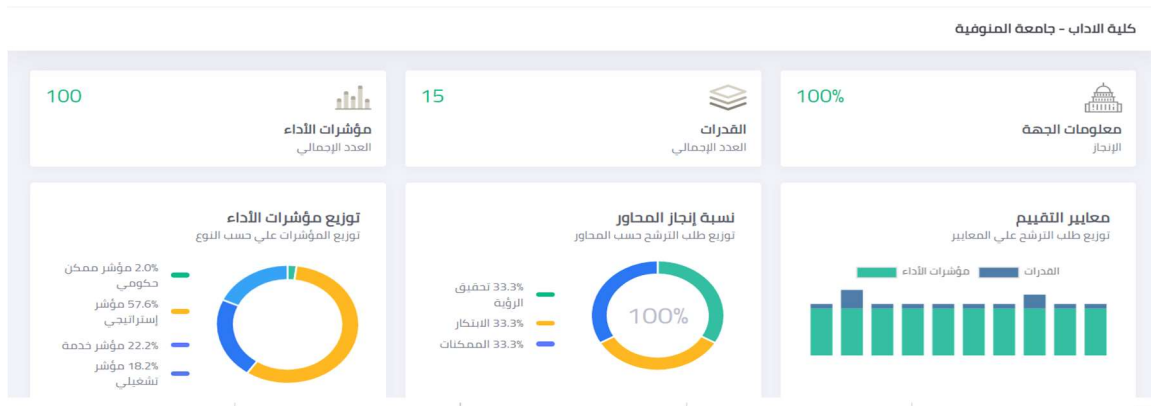 كلية الاداب - جامعة المنوفية
100%
معلومات الجهة
الإنجاز
15
القدرات
العدد الإجمالي
100
مؤشرات الأداء
العدد الإجمالي
معايير التقييم
توزيع طلب الترشح علي المعايير
القدرات
مؤشرات الأداء
نسبة إنجاز المحاور
توزيع طلب الترشح حسب المحاور
100%
33.3% تحقيق
الرؤية
33.3% الابتكار
33.3% الممكنات
توزيع مؤشرات الأداء
توزيع المؤشرات علي حسب النوع
2.0% مؤشر ممكن
حكومي
57.6% مؤشر
إستراتيجي
22.2% مؤشر خدمة
18.2% مؤشر
تشغيلي